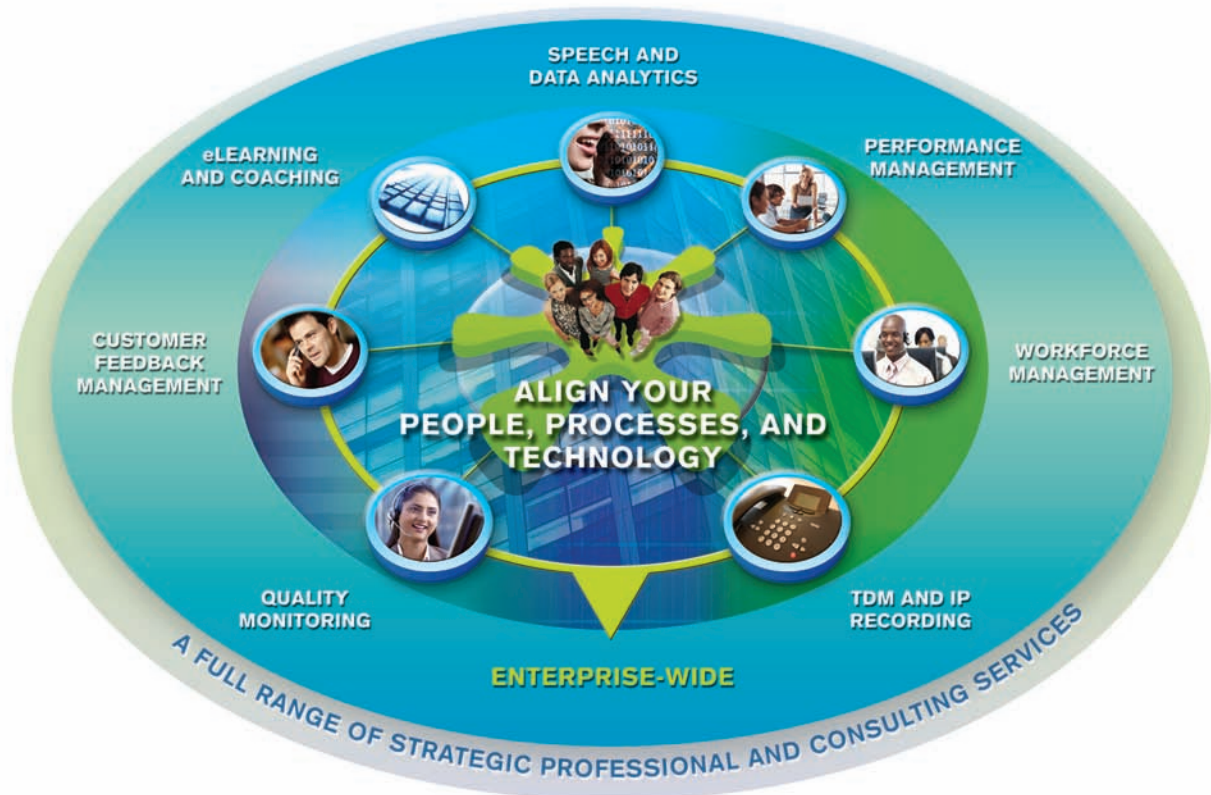 SPEECH AND
DATA ANALYTICS
eLEARNING
AND COACHING
PERFORMANCE
MANAGEMENT
CUSTOMER
FEEDBACK
MANAGEMENT
WORKFORCE
MANAGEMENT
ALIGN YOUR
PEOPLE, PROCESSES, AND
TECHNOLOGY
QUALITY
MONITORING
TDM AND IP
RECORDING
ENTERPRISE-WIDE
A FULL RANGE OF STRATEGIC PROFESSIONAL AND CONSULTING SERVICES